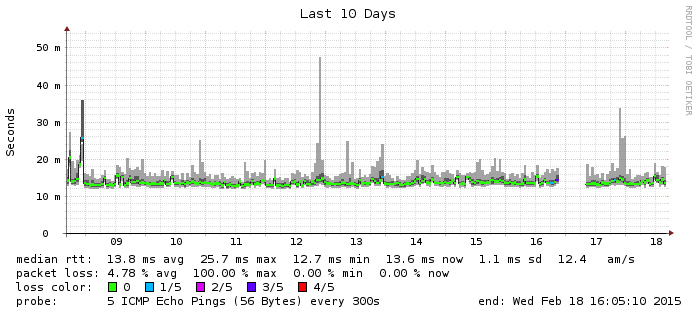 Last 10 Days
RRDTOOL / TOBI OETIKER
Seconds
50 m
40 m
30 m
20 m
10 m
0
09 10 11 12 13 14 15 16 17 18
median rtt: 13.8 ms avg 25.7 ms max 12.7 ms min 13.6 ms now 1.1 ms sd 12.4 am/s
packet loss: 4.78 % avg 100.00 % max 0.00 % min 0.00 % now
loss color: 0 1/5 2/5 3/5 4/5
probe: 5 ICMP Echo Pings (56 Bytes) every 300s end: Wed Feb 18 16:05:10 2015